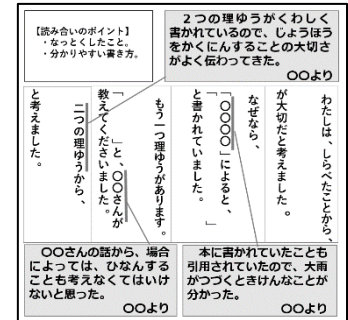 【読み合いのポイント】
・なっとくしたこと。
・分かりやすい書き方。
２つの理ゆうがくわしく
書かれているので、じょうほう
をかくにんすることの大切さ
がよく伝わってきた。
〇〇より
わたしは、しらべたことから、
が大切だと考えました。
なぜなら、
「〇〇〇〇」によると、
「　　　　　　　　」
と書かれていました。
もう一つ理ゆうがあります。
「　　　　」と、〇〇さんが
教えてくださいました。
二つの理ゆうから、
と考えました。
〇〇さんの話から、場合
によっては、ひなんする
ことも考えなくてはいけ
ないと思った。
〇〇より
本に書かれていたことも
引用されていたので、大雨
がつづくときけんなことが
分かった。
〇〇より